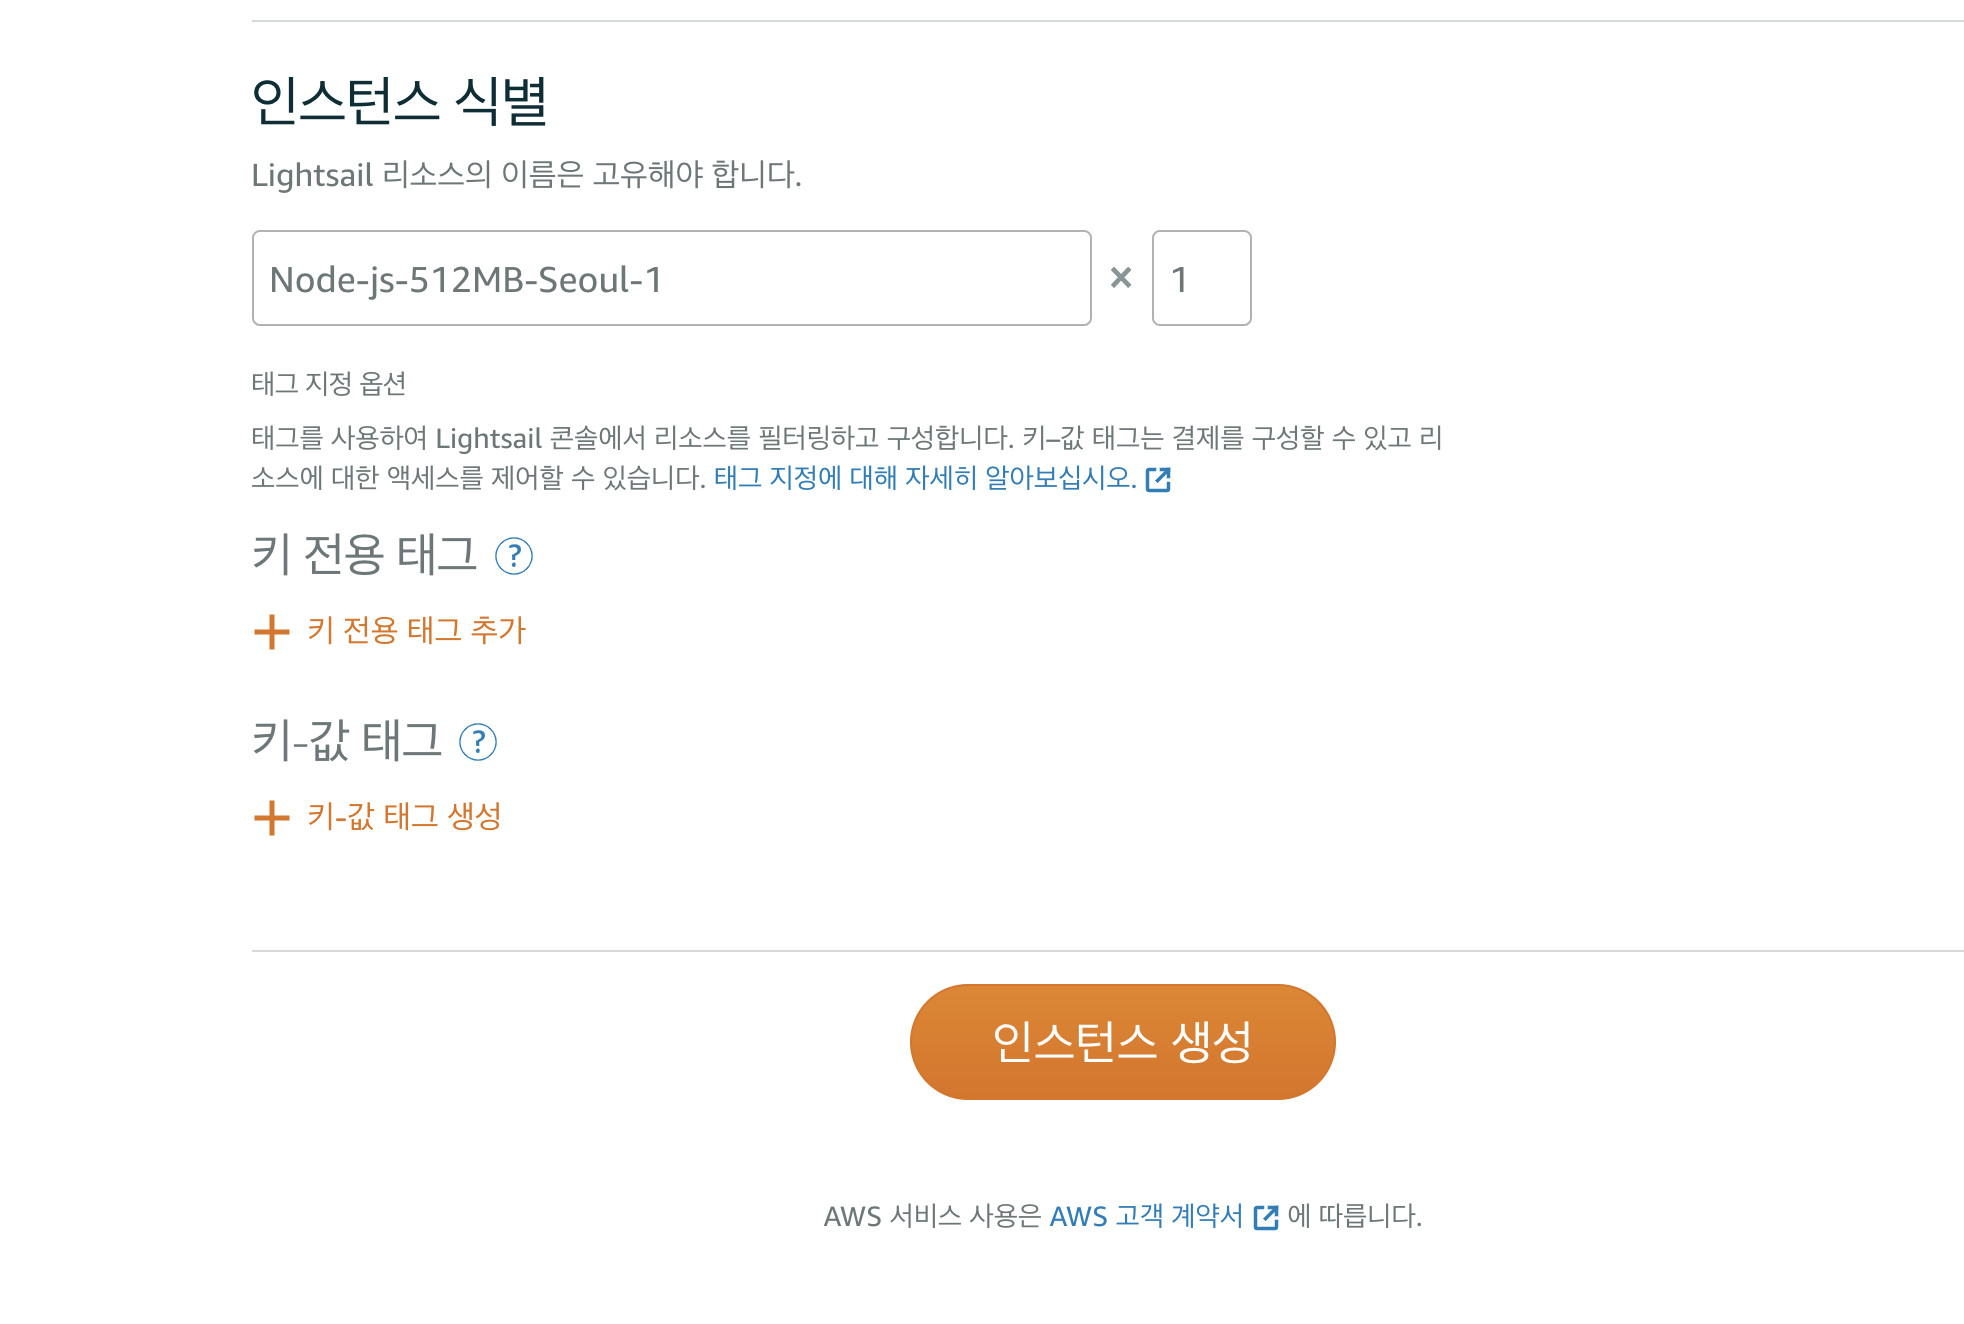 인스턴스 식별
Lightsail 리소스의 이름은 고유해야 합니다.
Node-js-512MB-Seoul-1 × 1
태그 지정 옵션
태그를 사용하여 Lightsail 콘솔에서 리소스를 필터링하고 구성합니다. 키–값 태그는 결제를 구성할 수 있고 리
소스에 대한 액세스를 제어할 수 있습니다. 태그 지정에 대해 자세히 알아보십시오.
키 전용 태그 ?
+ 키 전용 태그 추가
키-값 태그 ?
+ 키-값 태그 생성
인스턴스 생성
AWS 서비스 사용은 AWS 고객 계약서 에 따릅니다.